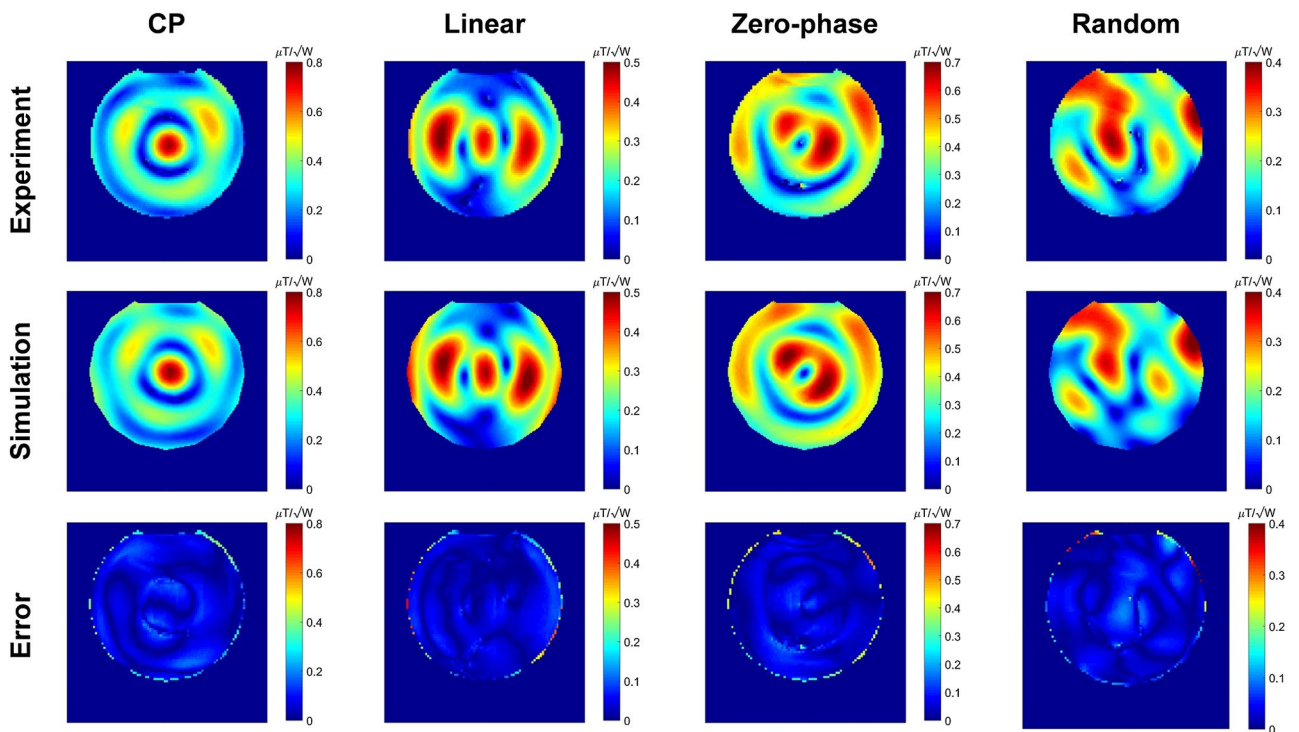 CP Linear Zero-phase Random
Experiment
μT/√W μT/√W μT/√W μT/√W
0.8 0.5 0.7 0.4
0.6 0.4 0.6 0.3
0.4 0.3 0.5 0.2
0.2 0.2 0.4 0.1
0 0.1 0.3 0
0 0.2
0.1
0
Simulation
μT/√W μT/√W μT/√W μT/√W
0.8 0.5 0.7 0.4
0.6 0.4 0.6 0.3
0.4 0.3 0.5 0.2
0.2 0.2 0.4 0.1
0 0.1 0.3 0
0 0.2
0.1
0
Error
μT/√W μT/√W μT/√W μT/√W
0.8 0.5 0.7 0.4
0.6 0.4 0.6 0.3
0.4 0.3 0.5 0.2
0.2 0.2 0.4 0.1
0 0.1 0.3 0
0 0.2
0.1
0